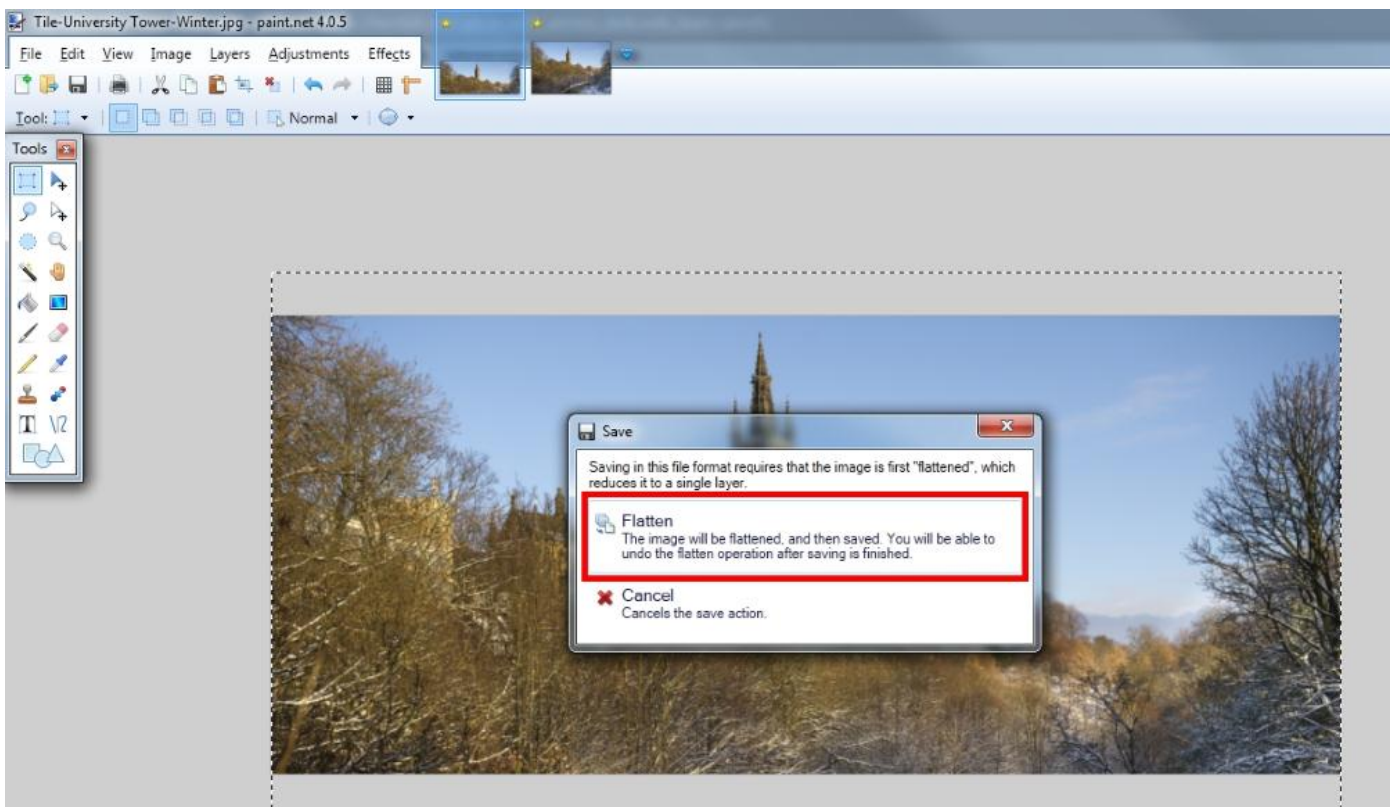 Tile-University Tower-Winter.jpg - paint.net 4.0.5
File Edit View Image Layers Adjustments Effects
Tool: Normal
Tools
Save
Saving in this file format requires that the image is first "flattened", which
reduces it to a single layer.
Flatten
The image will be flattened, and then saved. You will be able to
undo the flatten operation after saving is finished.
Cancel
Cancels the save action.